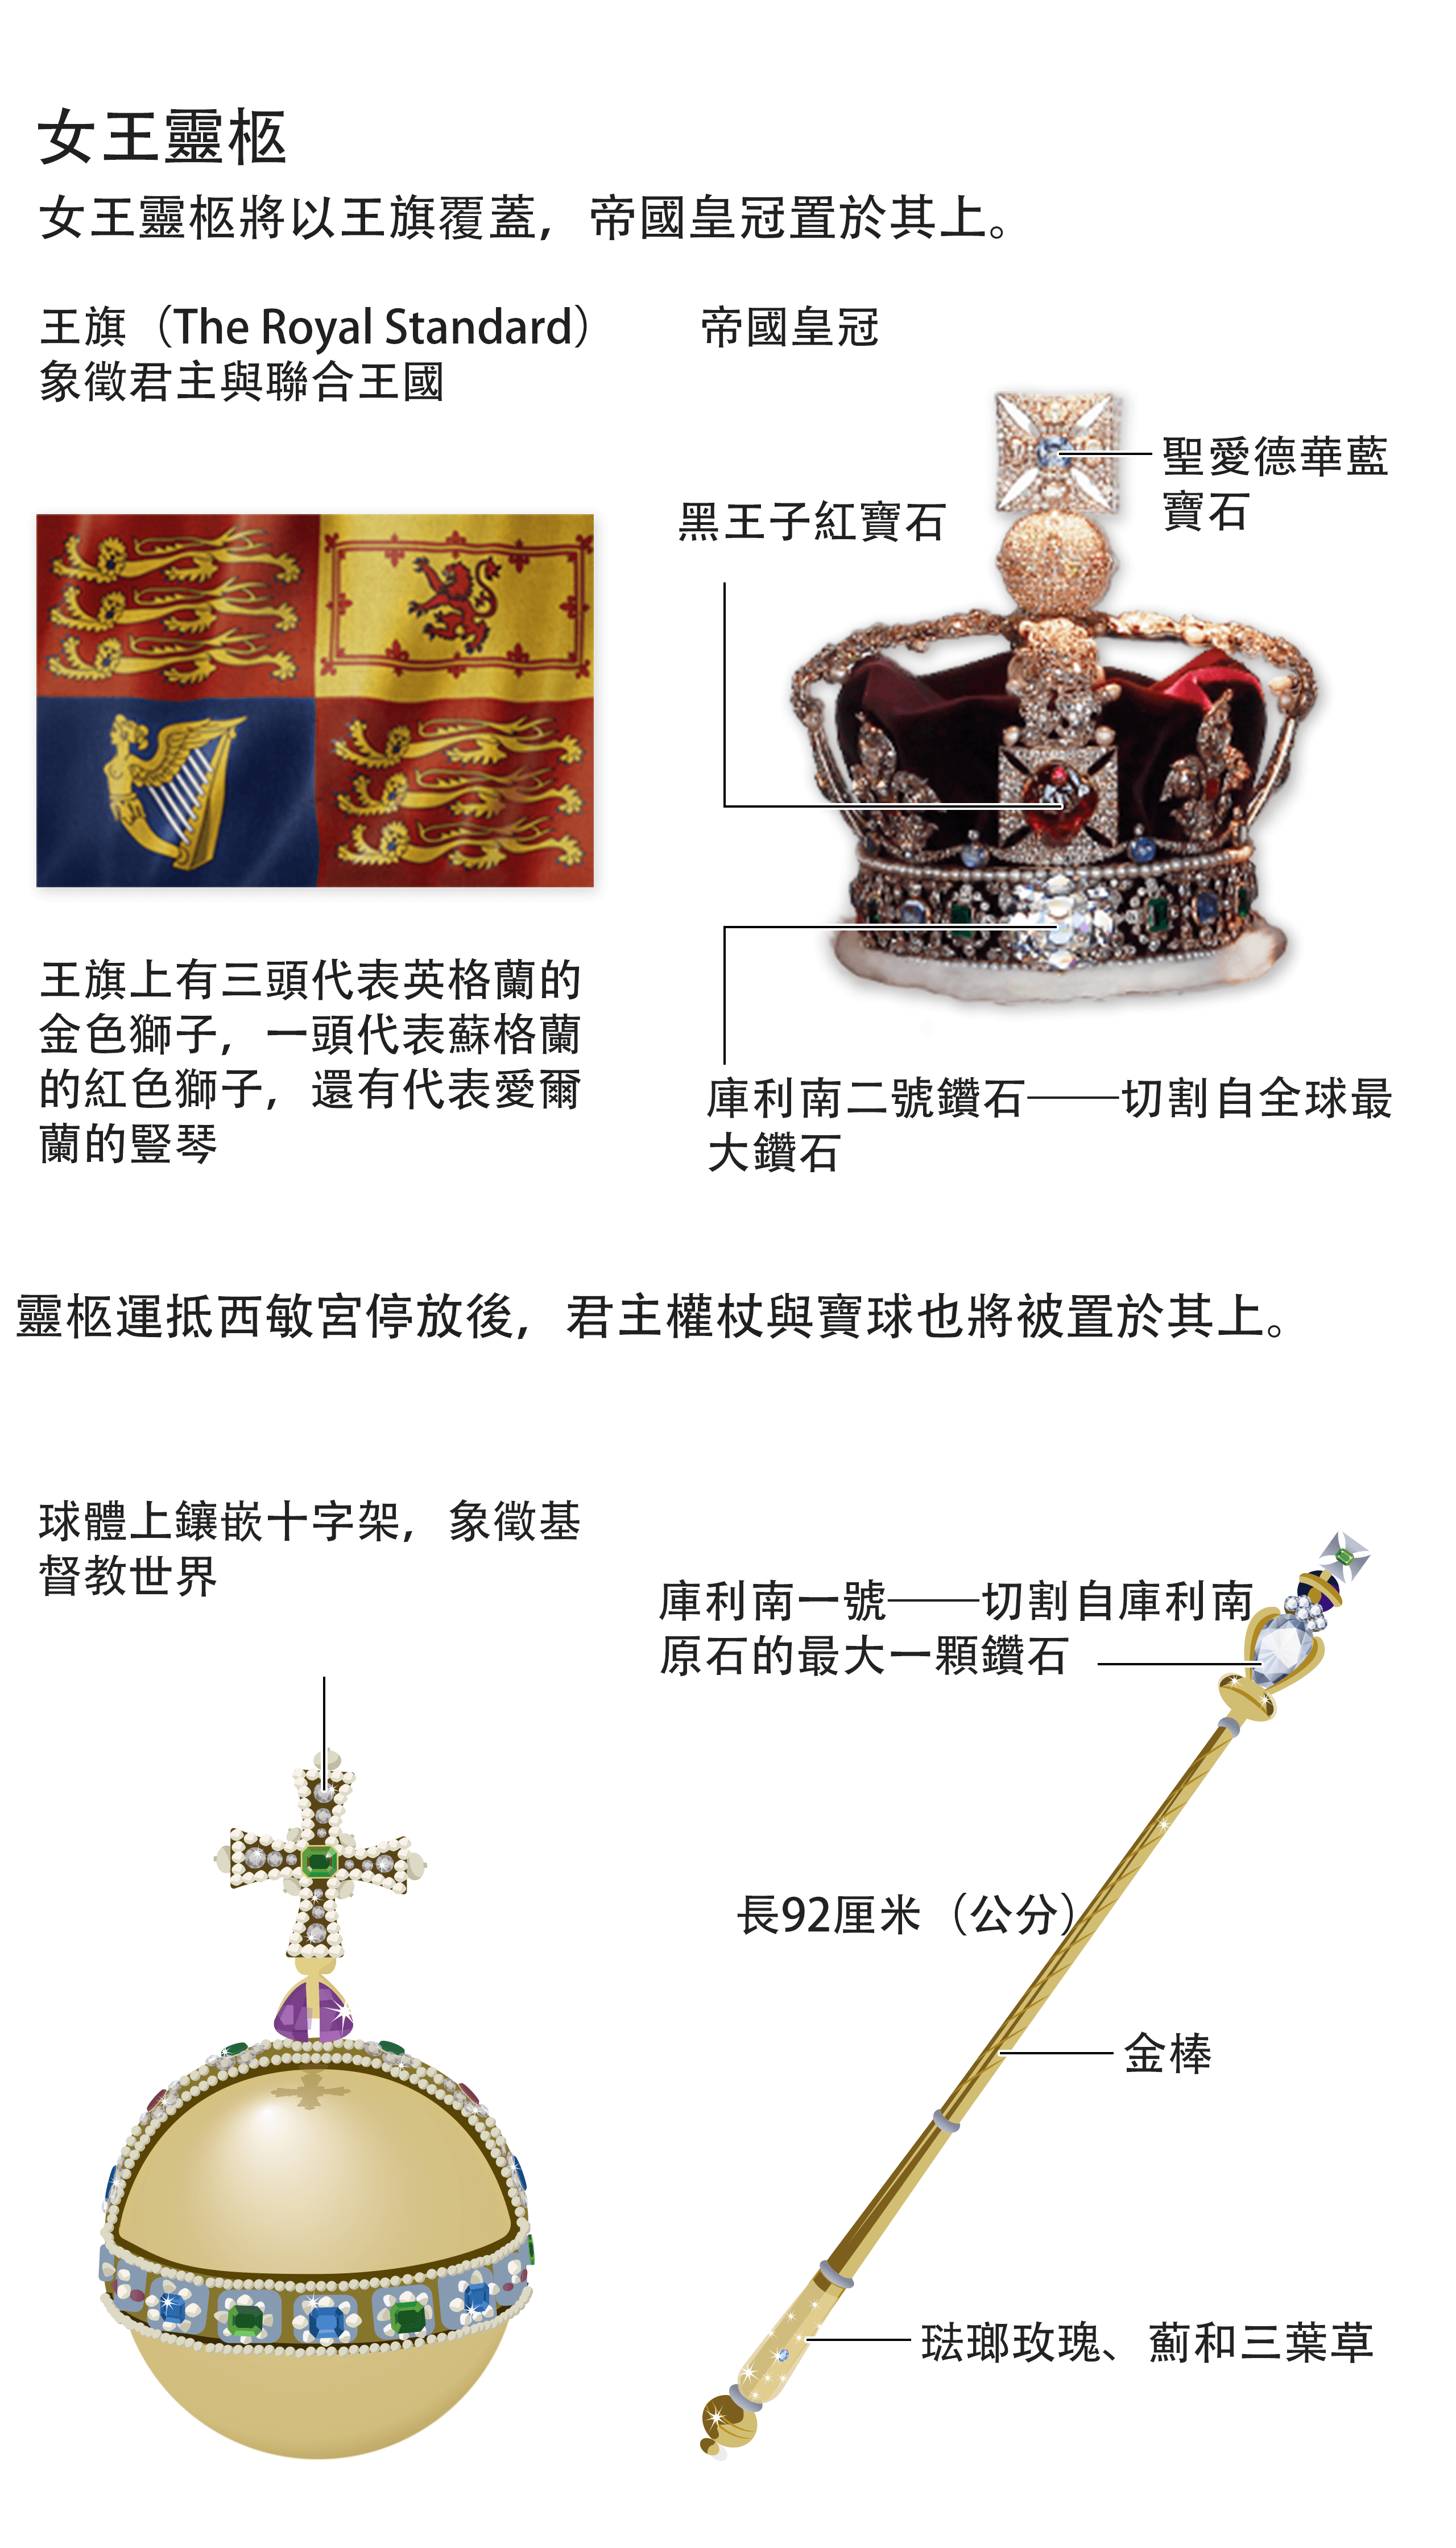 女王靈柩
女王靈柩將以王旗覆蓋，帝國皇冠置於其上。
王旗（The Royal Standard）
象徵君主與聯合王國
帝國皇冠
聖愛德華藍
寶石
黑王子紅寶石
王旗上有三頭代表英格蘭的
金色獅子，一頭代表蘇格蘭
的紅色獅子，還有代表愛爾
蘭的豎琴
庫利南二號鑽石——切割自全球最
大鑽石
靈柩運抵西敏宮停放後，君主權杖與寶球也將被置於其上。
球體上鑲嵌十字架，象徵基
督教世界
庫利南一號——切割自庫利南
原石的最大一顆鑽石
長92厘米（公分）
金棒
琺瑯玫瑰、薊和三葉草